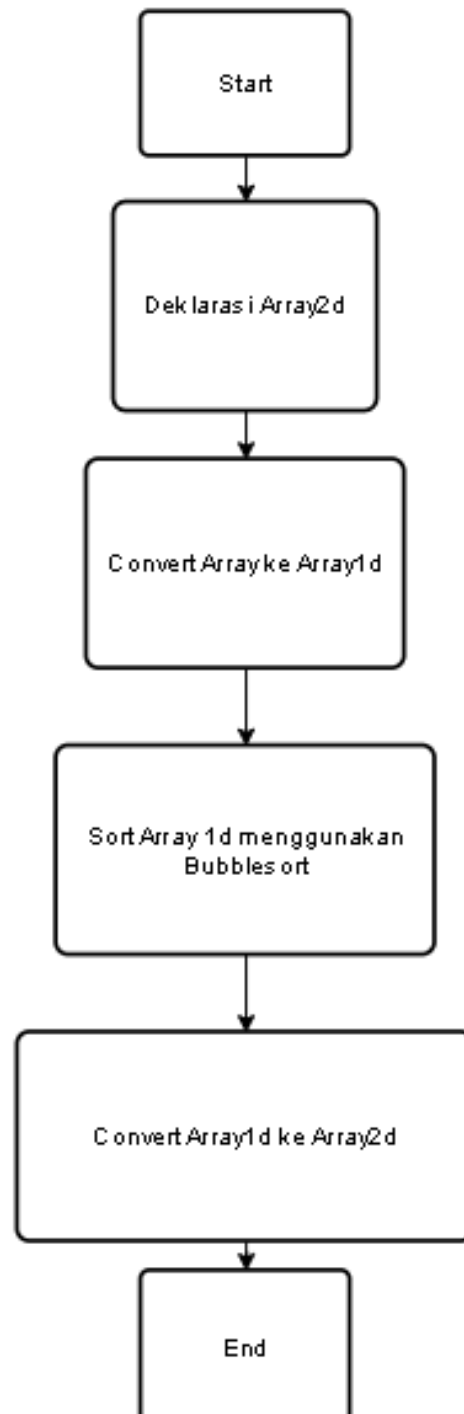 Start
Deklarasi Array2d
Convert Array ke Array1d
Sort Array 1d menggunakan
Bubblesort
Convert Array1d ke Array2d
End